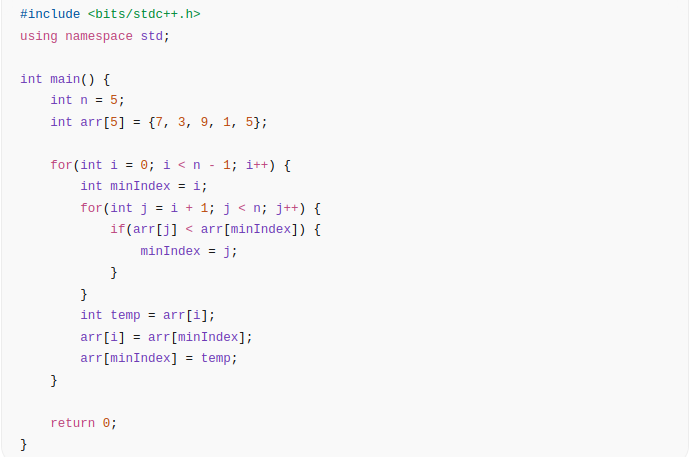 #include <bits/stdc++.h>
using namespace std;

int main() {
    int n = 5;
    int arr[5] = {7, 3, 9, 1, 5};

    for(int i = 0; i < n - 1; i++) {
        int minIndex = i;
        for(int j = i + 1; j < n; j++) {
            if(arr[j] < arr[minIndex]) {
                minIndex = j;
            }
        }
        int temp = arr[i];
        arr[i] = arr[minIndex];
        arr[minIndex] = temp;
    }

    return 0;
}